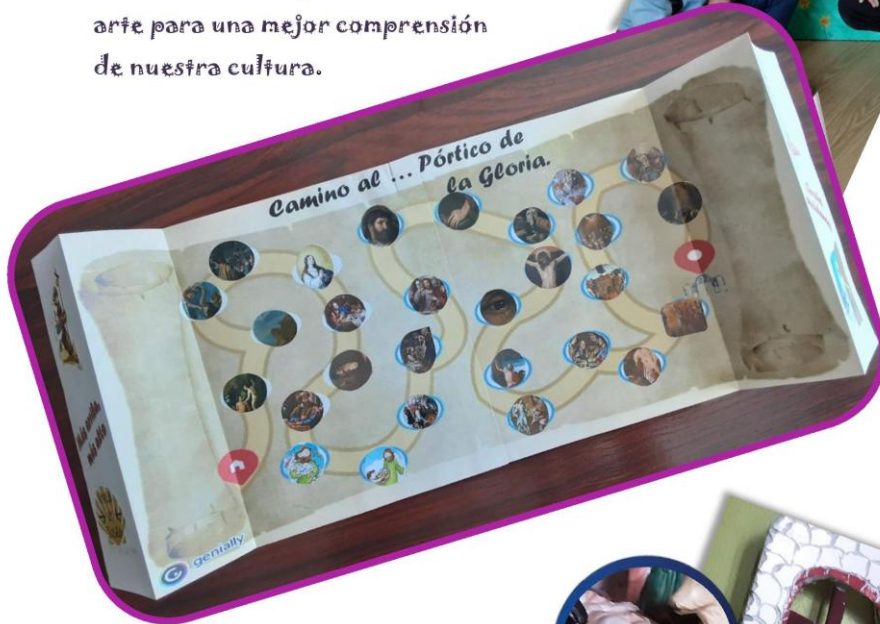 arte para una mejor comprensión
de nuestra cultura.
Camino al ... Pórtico de
la Gloria.
genially